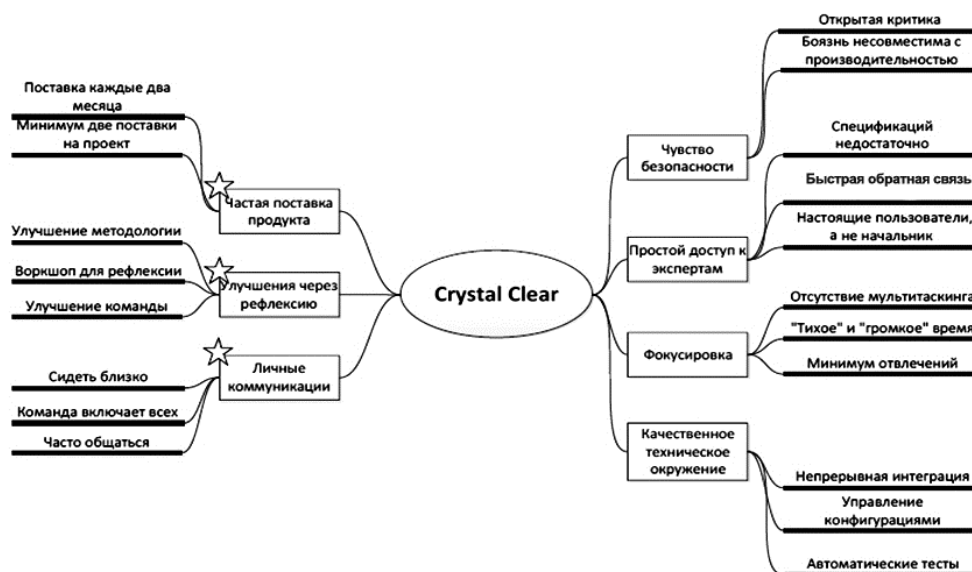 Поставка каждые два
месяца
Минимум две поставки
на проект
Частая поставка
продукта
Улучшение методологии
Воркшоп для рефлексии
Улучшение команды
Улучшения через
рефлексию
Сидеть близко
Команда включает всех
Часто общаться
Личные
коммуникации
Crystal Clear
Чувство
безопасности
Открытая критика
Боязнь несовместима с
производительностью
Простой доступ к
экспертам
Спецификаций
недостаточно
Быстрая обратная связь
Настоящие пользователи,
а не начальник
Фокусировка
Отсутствие мультитаскинга
"Тихое" и "громкое" время
Минимум отвлечений
Качественное
техническое
окружение
Непрерывная интеграция
Управление
конфигурациями
Автоматические тесты